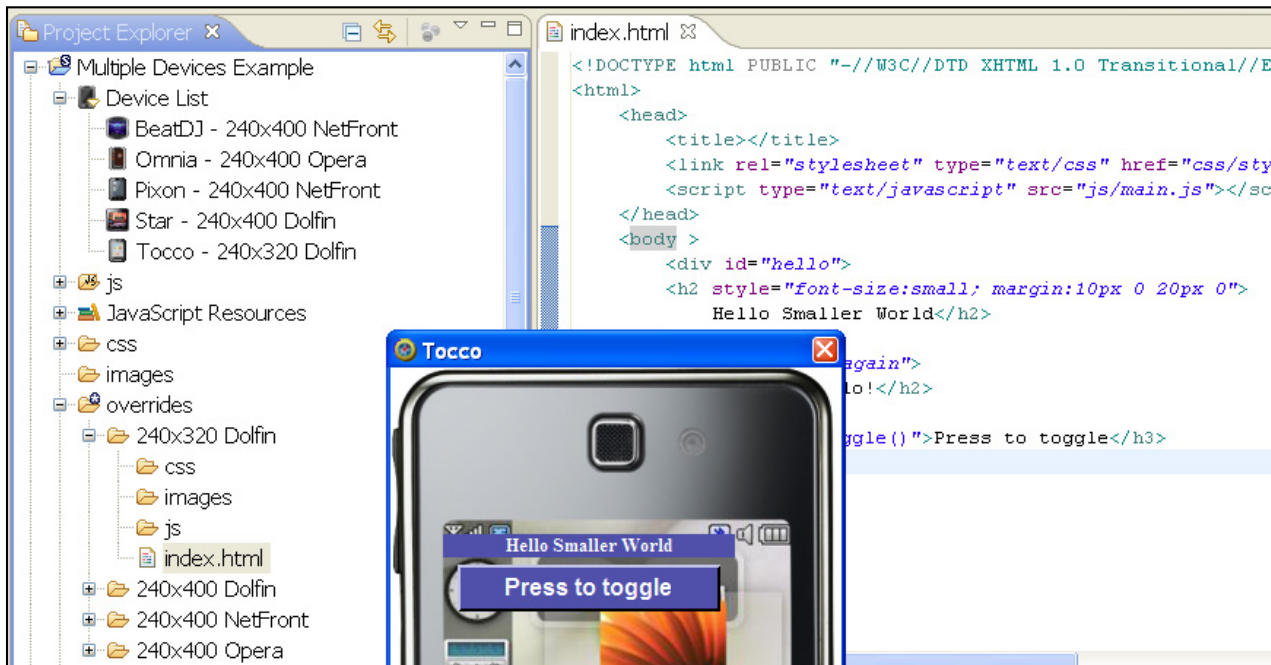 Project Explorer
Multiple Devices Example
Device List
BeatDJ - 240x400 NetFront
Omnia - 240x400 Opera
Pixon - 240x400 NetFront
Star - 240x400 Dolfin
Tocco - 240x320 Dolfin
js
JavaScript Resources
css
images
overrides
240x320 Dolfin
css
images
js
index.html
240x400 Dolfin
240x400 NetFront
240x400 Opera
index.html
<!DOCTYPE html PUBLIC "-//W3C//DTD XHTML 1.0 Transitional//E
<html>
<head>
<title></title>
<link rel="stylesheet" type="text/css" href="css/sty
<script type="text/javascript" src="js/main.js"></sc
</head>
<body >
<div id="hello">
<h2 style="font-size:small; margin:10px 0 20px 0">
Hello Smaller World</h2>
again">
lo!</h2>
ggle()">Press to toggle</h3>
Tocco
Hello Smaller World
Press to toggle